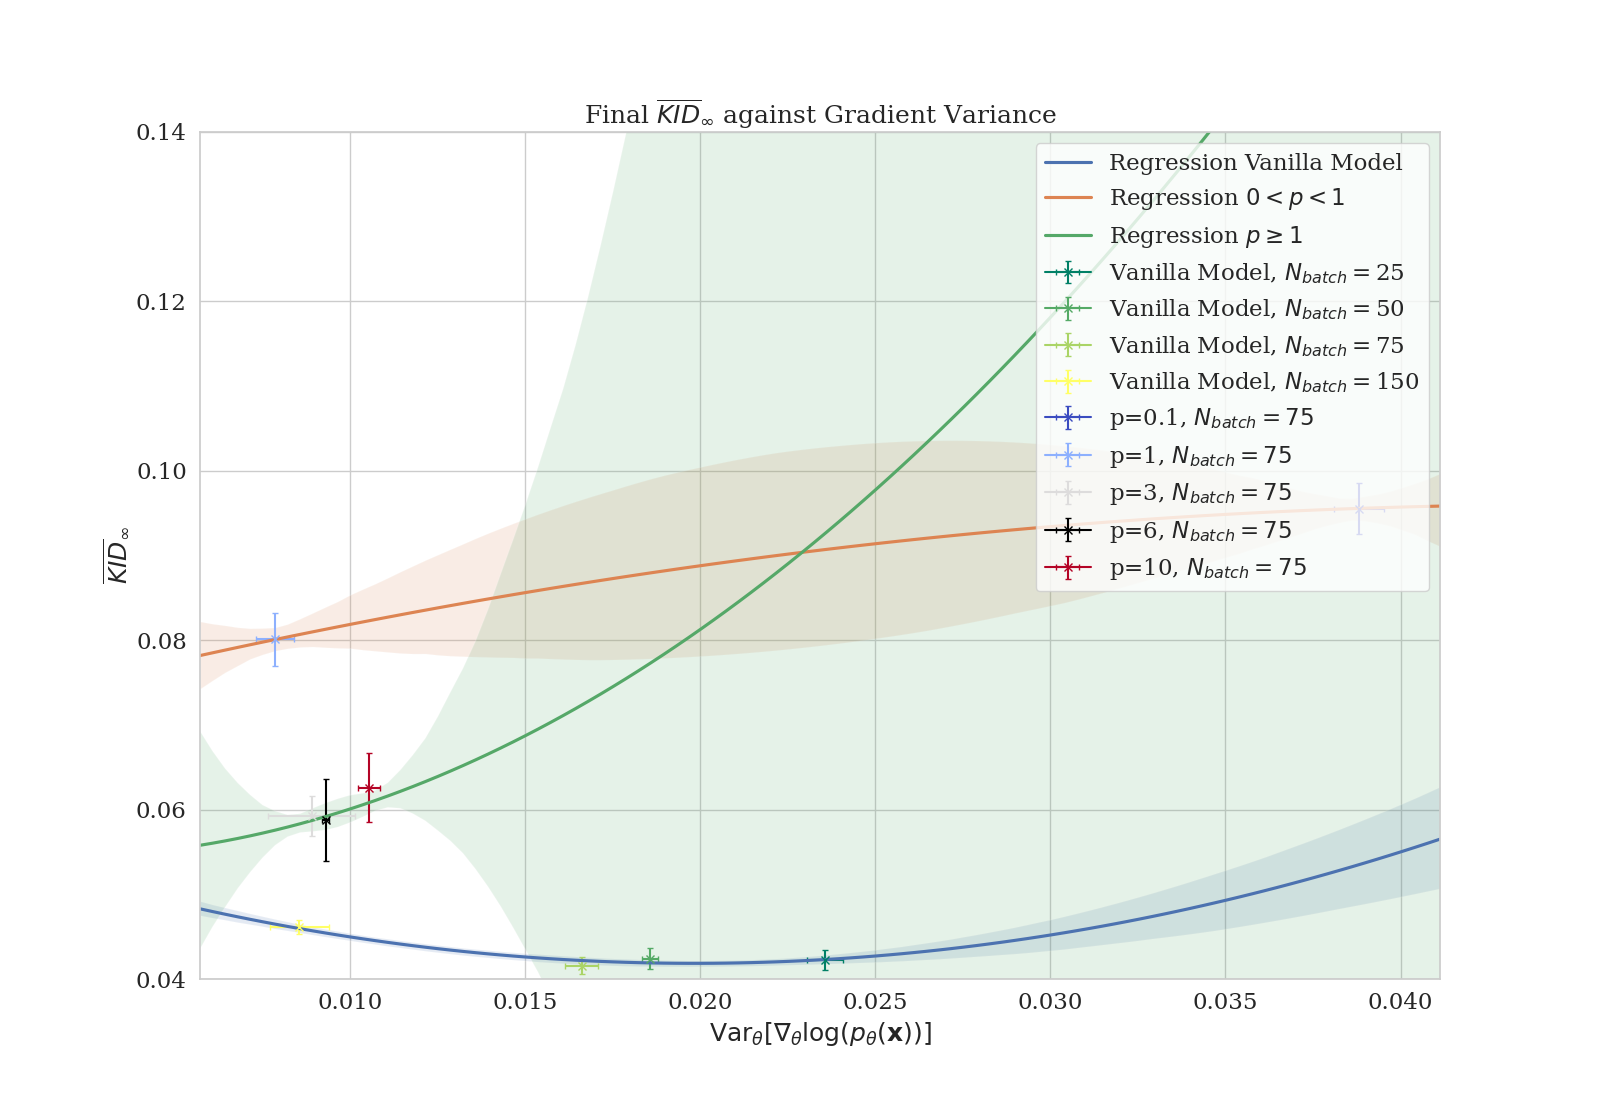 Final $\overline{KID}_\infty$ against Gradient Variance
0.14
0.12
0.10
0.08
0.06
0.04
$\overline{KID}_\infty$
Regression Vanilla Model
Regression $0 < p < 1$
Regression $p \geq 1$
Vanilla Model, $N_{batch} = 25$
Vanilla Model, $N_{batch} = 50$
Vanilla Model, $N_{batch} = 75$
Vanilla Model, $N_{batch} = 150$
p=0.1, $N_{batch} = 75$
p=1, $N_{batch} = 75$
p=3, $N_{batch} = 75$
p=6, $N_{batch} = 75$
p=10, $N_{batch} = 75$
0.010 0.015 0.020 0.025 0.030 0.035 0.040
$\mathrm{Var}_\theta[\nabla_\theta \log(p_\theta(\mathbf{x}))]$